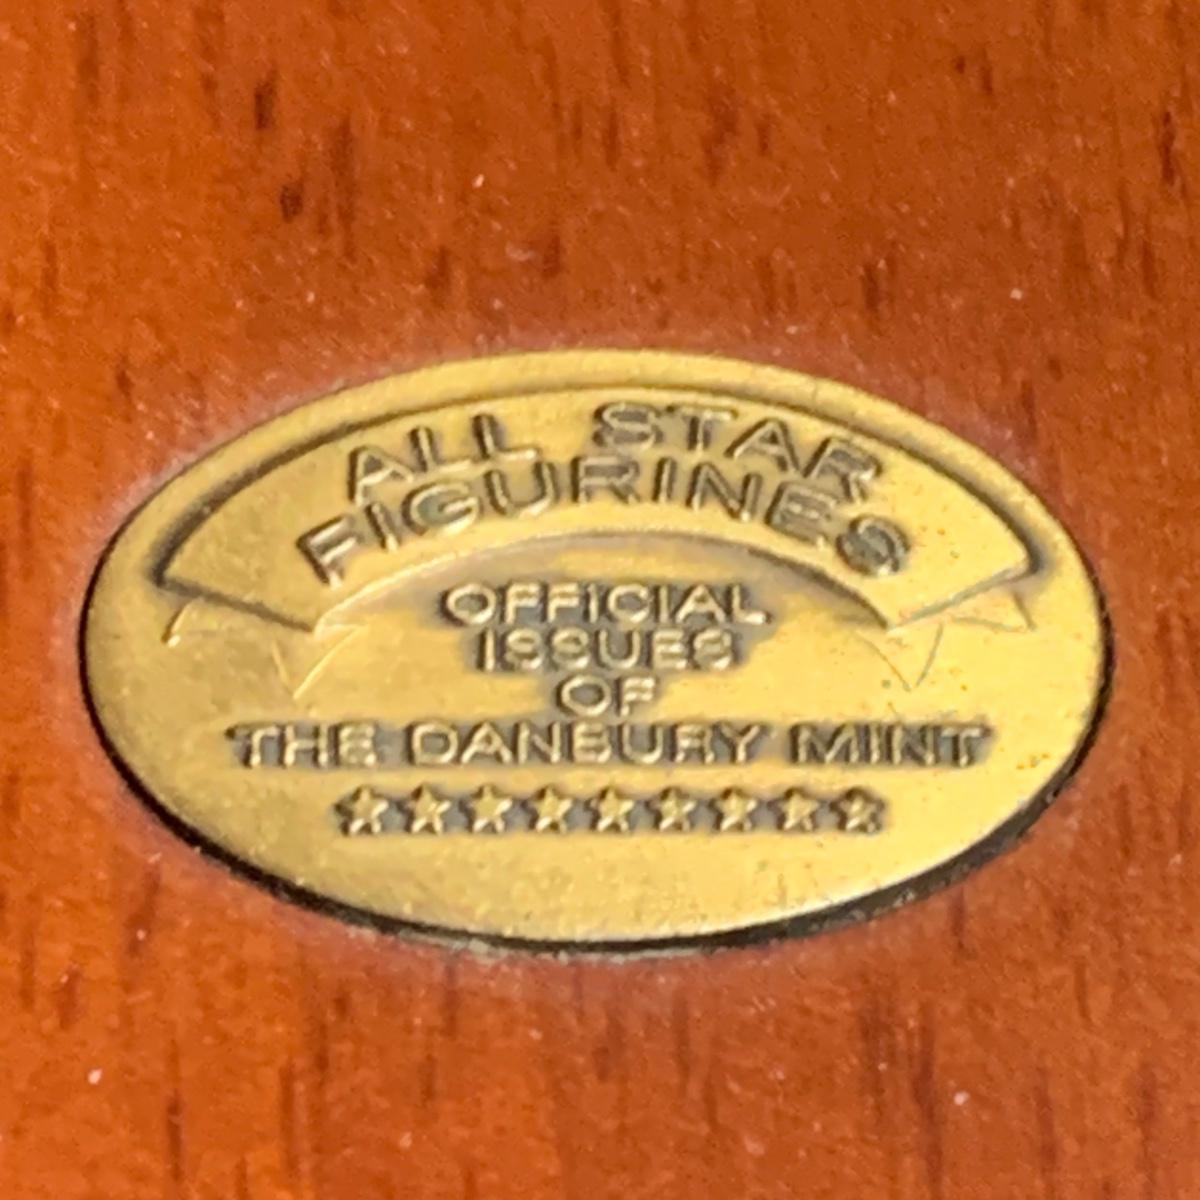 ALL STAR
FIGURINES
OFFICIAL
ISSUES
OF
THE DANBURY MINT